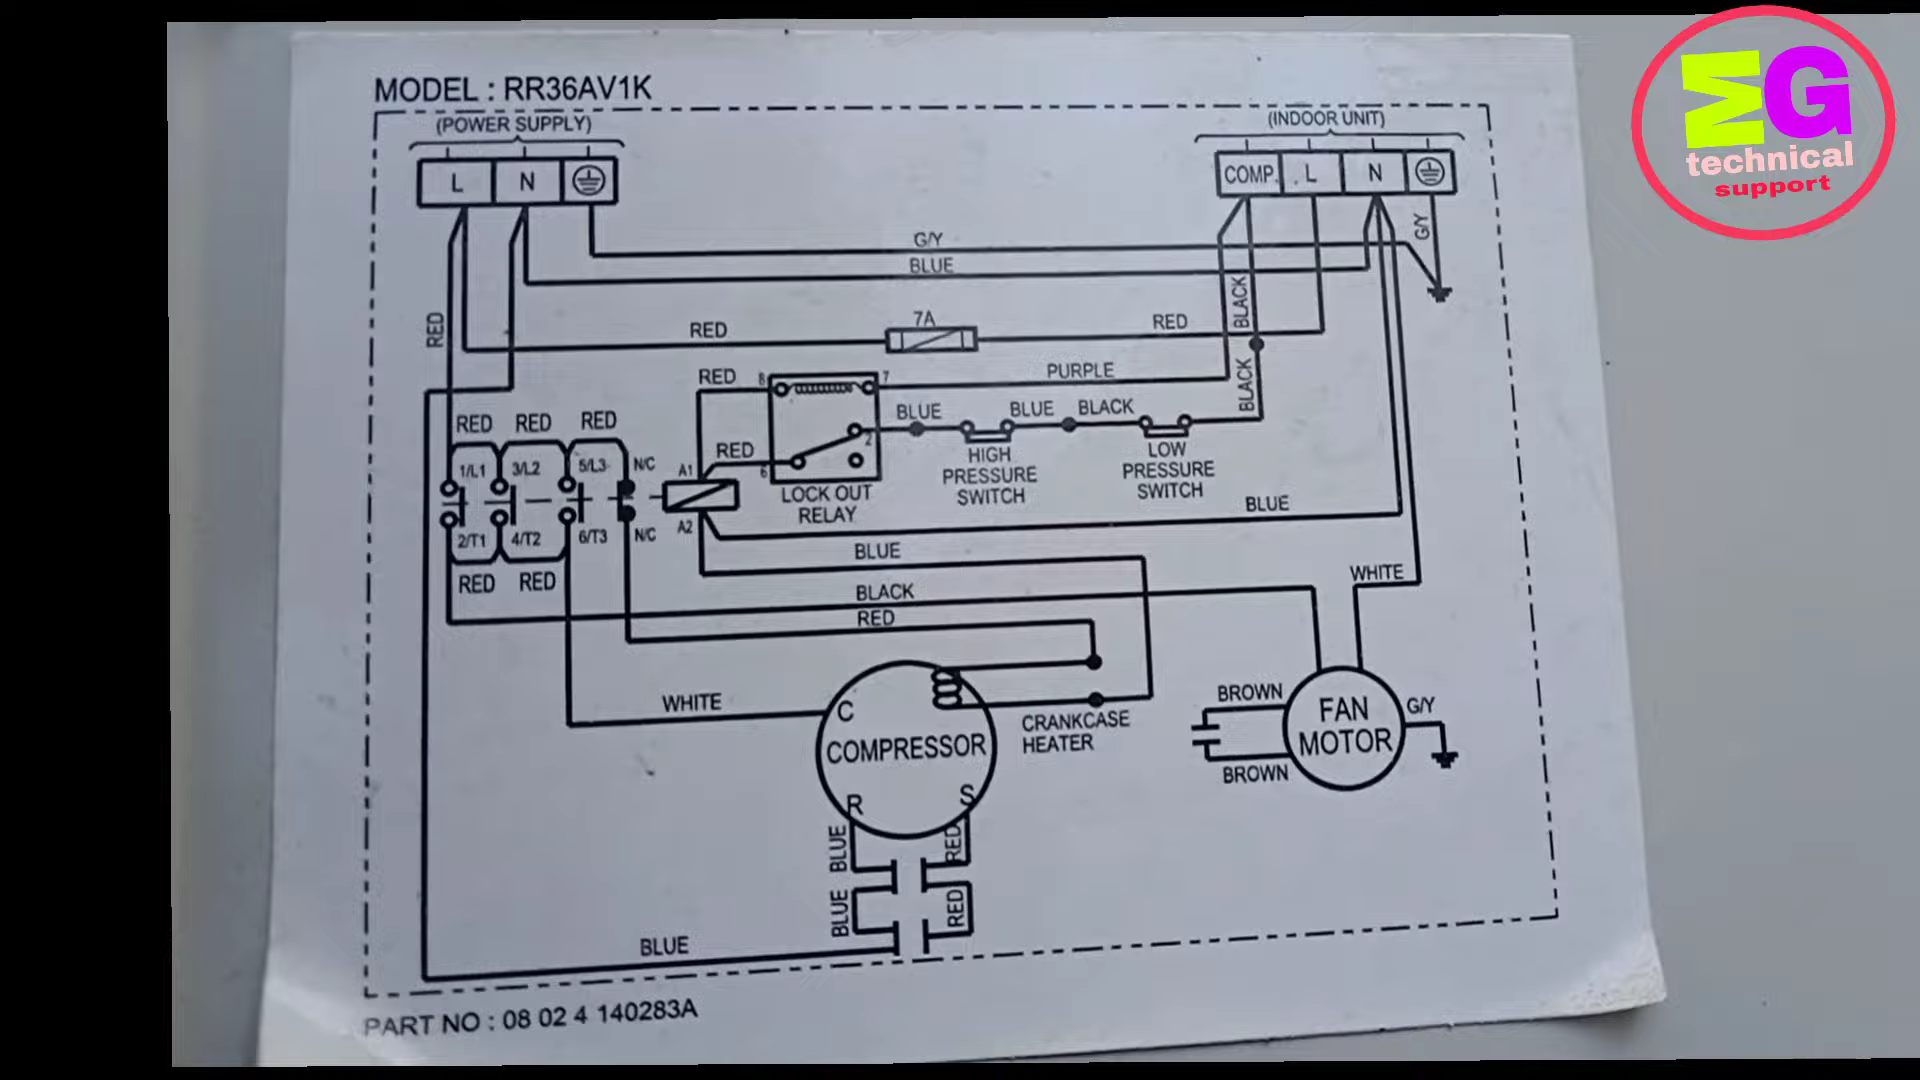 MODEL : RR36AV1K
(POWER SUPPLY)
(INDOOR UNIT)
L N
COMP. L N
G/Y
G/Y
BLUE
RED
BLACK
7A
RED
RED
PURPLE
BLACK
RED
8
7
RED RED RED
BLUE
BLUE
BLACK
2
RED
6
1/L1 3/L2 5/L3 N/C
A1
HIGH
PRESSURE
SWITCH
LOW
PRESSURE
SWITCH
LOCK OUT
RELAY
2/T1 4/T2 6/T3 N/C
A2
BLUE
BLUE
RED RED
BLACK
WHITE
RED
WHITE
C
COMPRESSOR
R S
CRANKCASE
HEATER
BROWN
FAN
MOTOR
G/Y
BROWN
BLUE
RED
BLUE
RED
BLUE
PART NO : 08 02 4 140283A
MG
technical
support